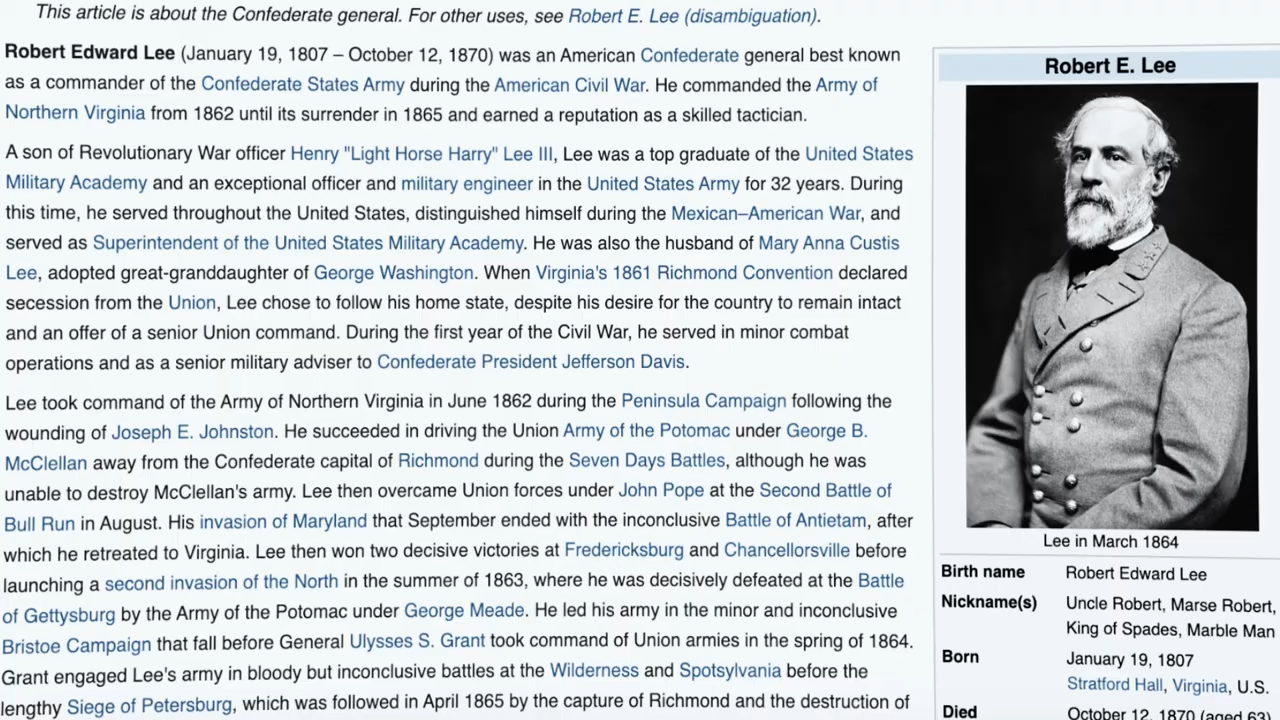 This article is about the Confederate general. For other uses, see Robert E. Lee (disambiguation).
Robert Edward Lee (January 19, 1807 – October 12, 1870) was an American Confederate general best known
as a commander of the Confederate States Army during the American Civil War. He commanded the Army of
Northern Virginia from 1862 until its surrender in 1865 and earned a reputation as a skilled tactician.
A son of Revolutionary War officer Henry "Light Horse Harry" Lee III, Lee was a top graduate of the United States
Military Academy and an exceptional officer and military engineer in the United States Army for 32 years. During
this time, he served throughout the United States, distinguished himself during the Mexican–American War, and
served as Superintendent of the United States Military Academy. He was also the husband of Mary Anna Custis
Lee, adopted great-granddaughter of George Washington. When Virginia's 1861 Richmond Convention declared
secession from the Union, Lee chose to follow his home state, despite his desire for the country to remain intact
and an offer of a senior Union command. During the first year of the Civil War, he served in minor combat
operations and as a senior military adviser to Confederate President Jefferson Davis.
Lee took command of the Army of Northern Virginia in June 1862 during the Peninsula Campaign following the
wounding of Joseph E. Johnston. He succeeded in driving the Union Army of the Potomac under George B.
McClellan away from the Confederate capital of Richmond during the Seven Days Battles, although he was
unable to destroy McClellan's army. Lee then overcame Union forces under John Pope at the Second Battle of
Bull Run in August. His invasion of Maryland that September ended with the inconclusive Battle of Antietam, after
which he retreated to Virginia. Lee then won two decisive victories at Fredericksburg and Chancellorsville before
launching a second invasion of the North in the summer of 1863, where he was decisively defeated at the Battle
of Gettysburg by the Army of the Potomac under George Meade. He led his army in the minor and inconclusive
Bristoe Campaign that fall before General Ulysses S. Grant took command of Union armies in the spring of 1864.
Grant engaged Lee's army in bloody but inconclusive battles at the Wilderness and Spotsylvania before the
lengthy Siege of Petersburg, which was followed in April 1865 by the capture of Richmond and the destruction of
Robert E. Lee
Lee in March 1864
Birth name Robert Edward Lee
Nickname(s) Uncle Robert, Marse Robert,
King of Spades, Marble Man
Born January 19, 1807
Stratford Hall, Virginia, U.S.
Died October 12, 1870 (aged 63)